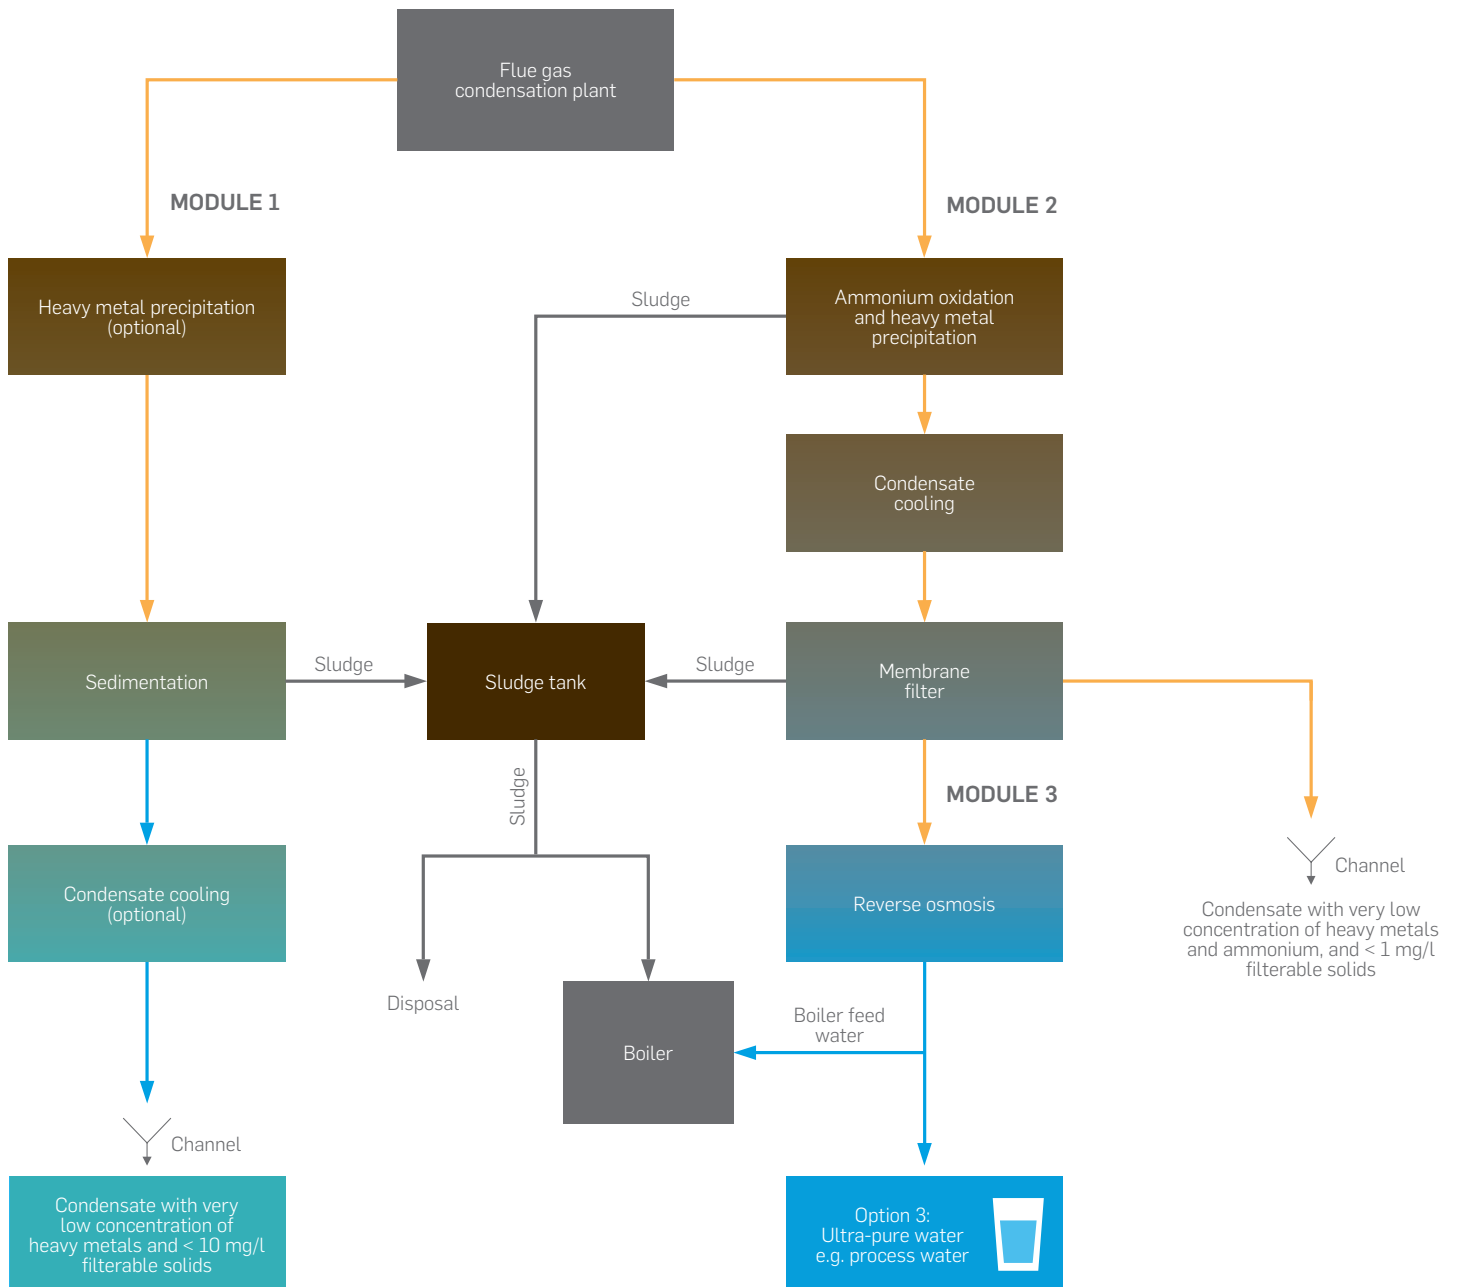 Flue gas
condensation plant
MODULE 1
MODULE 2
Heavy metal precipitation
(optional)
Sludge
Ammonium oxidation
and heavy metal
precipitation
Condensate
cooling
Sedimentation
Sludge
Sludge tank
Sludge
Membrane
filter
Sludge
MODULE 3
Condensate cooling
(optional)
Reverse osmosis
Channel
Condensate with very low
concentration of heavy metals
and ammonium, and < 1 mg/l
filterable solids
Disposal
Boiler
Boiler feed
water
Channel
Condensate with very
low concentration of
heavy metals and < 10 mg/l
filterable solids
Option 3:
Ultra-pure water
e.g. process water